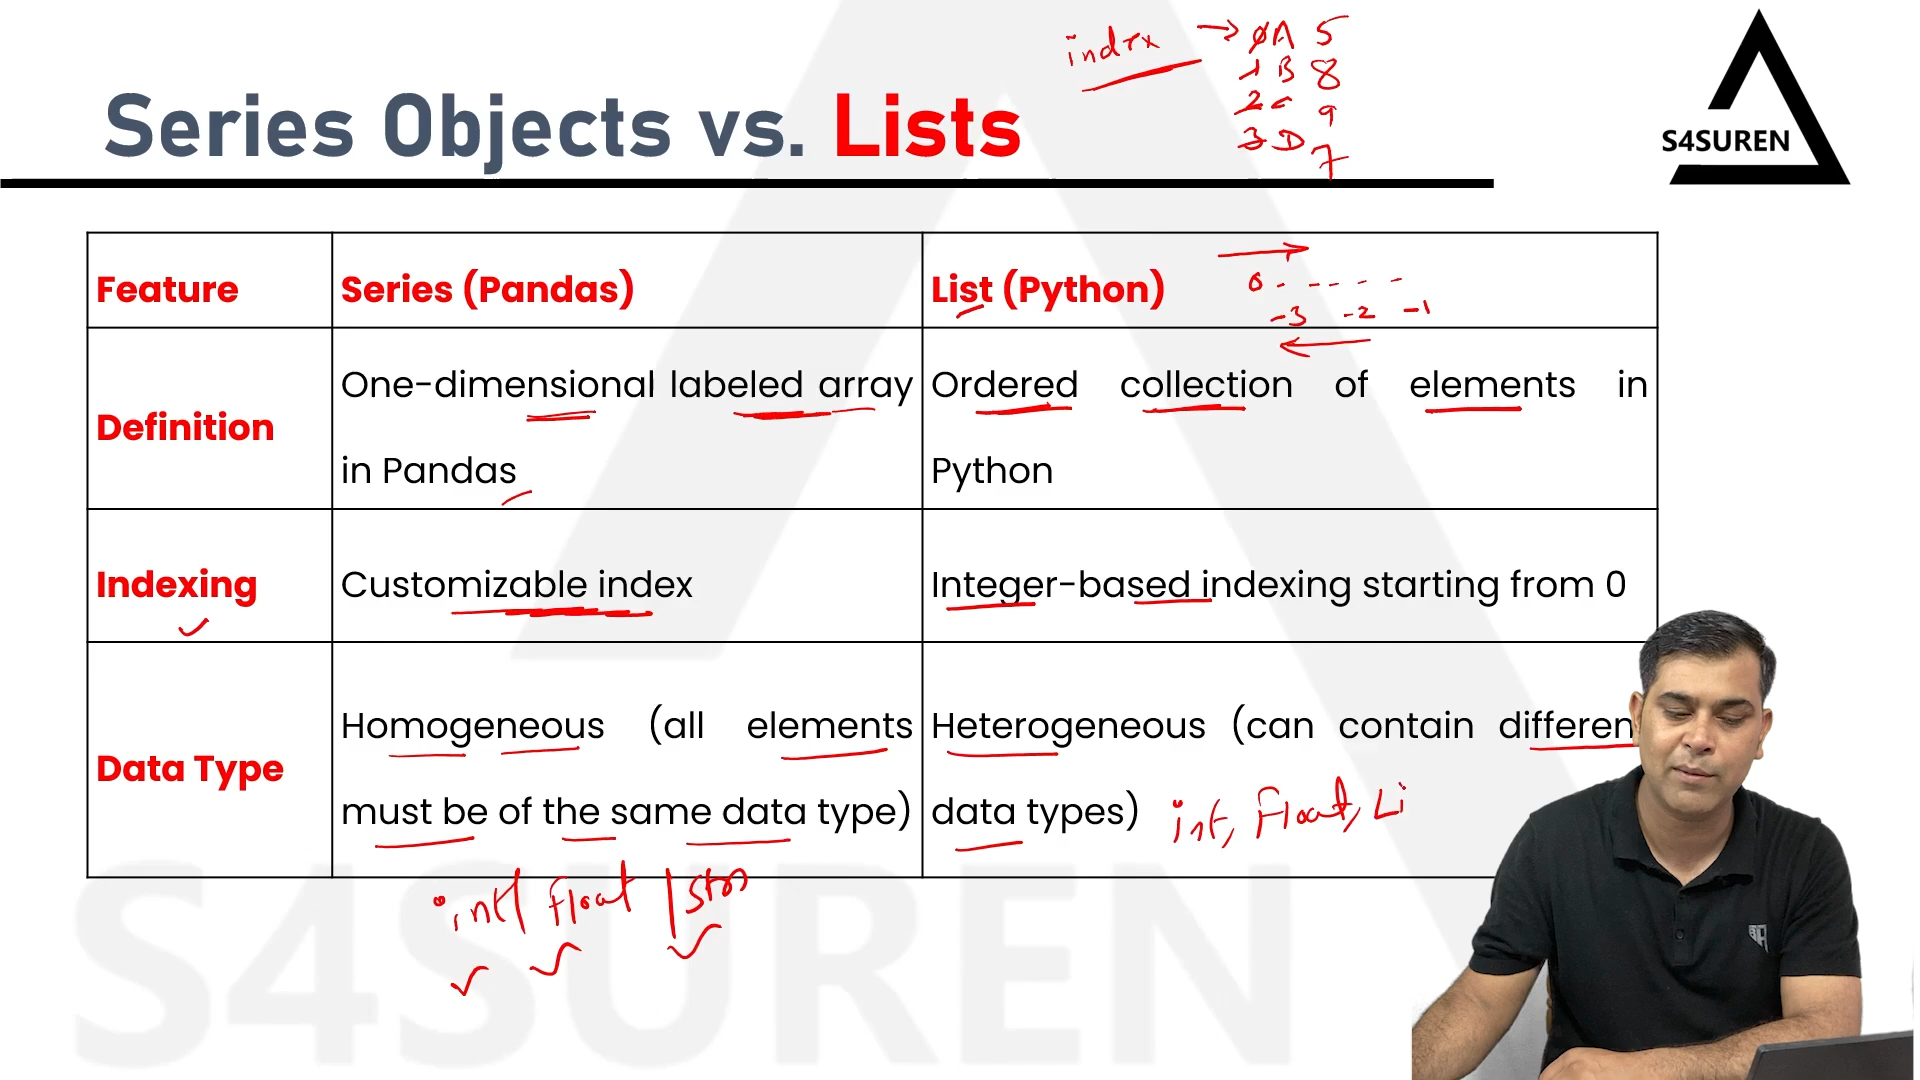 index → 0 A 5
1 B 8
2 C 9
3 D 7
S4SUREN
Series Objects vs. Lists
Feature
Series (Pandas)
List (Python)
0
-3 -2 -1
Definition
One-dimensional labeled array
in Pandas
Ordered collection of elements in
Python
Indexing
Customizable index
Integer-based indexing starting from 0
Data Type
Homogeneous (all elements
must be of the same data type)
Heterogeneous (can contain differen
data types) int, Float, Li
int| Float |
S4SUREN